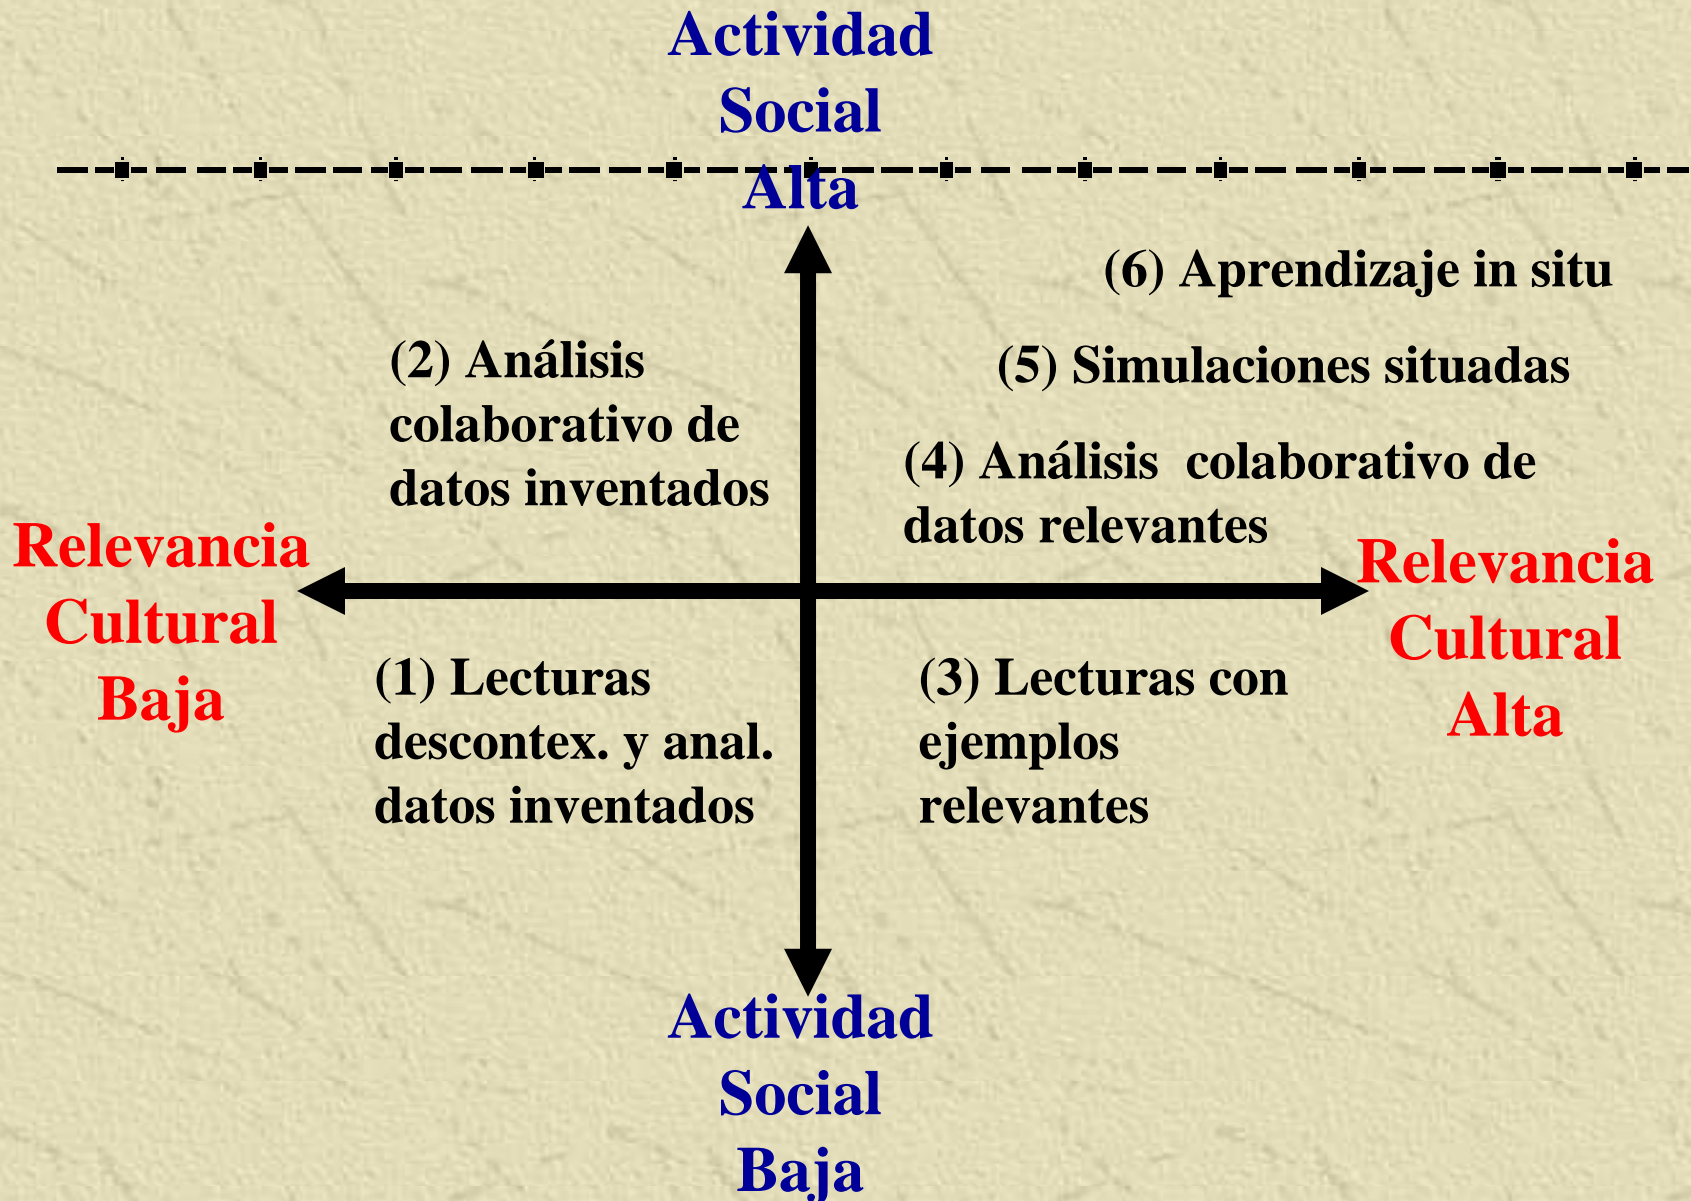 Actividad
Social
Alta
(6) Aprendizaje in situ
(5) Simulaciones situadas
(2) Análisis
colaborativo de
datos inventados
(4) Análisis  colaborativo de
datos relevantes
Relevancia
Cultural
Baja
Relevancia
Cultural
Alta
(1) Lecturas
descontex. y anal.
datos inventados
(3) Lecturas con
ejemplos
relevantes
Actividad
Social
Baja